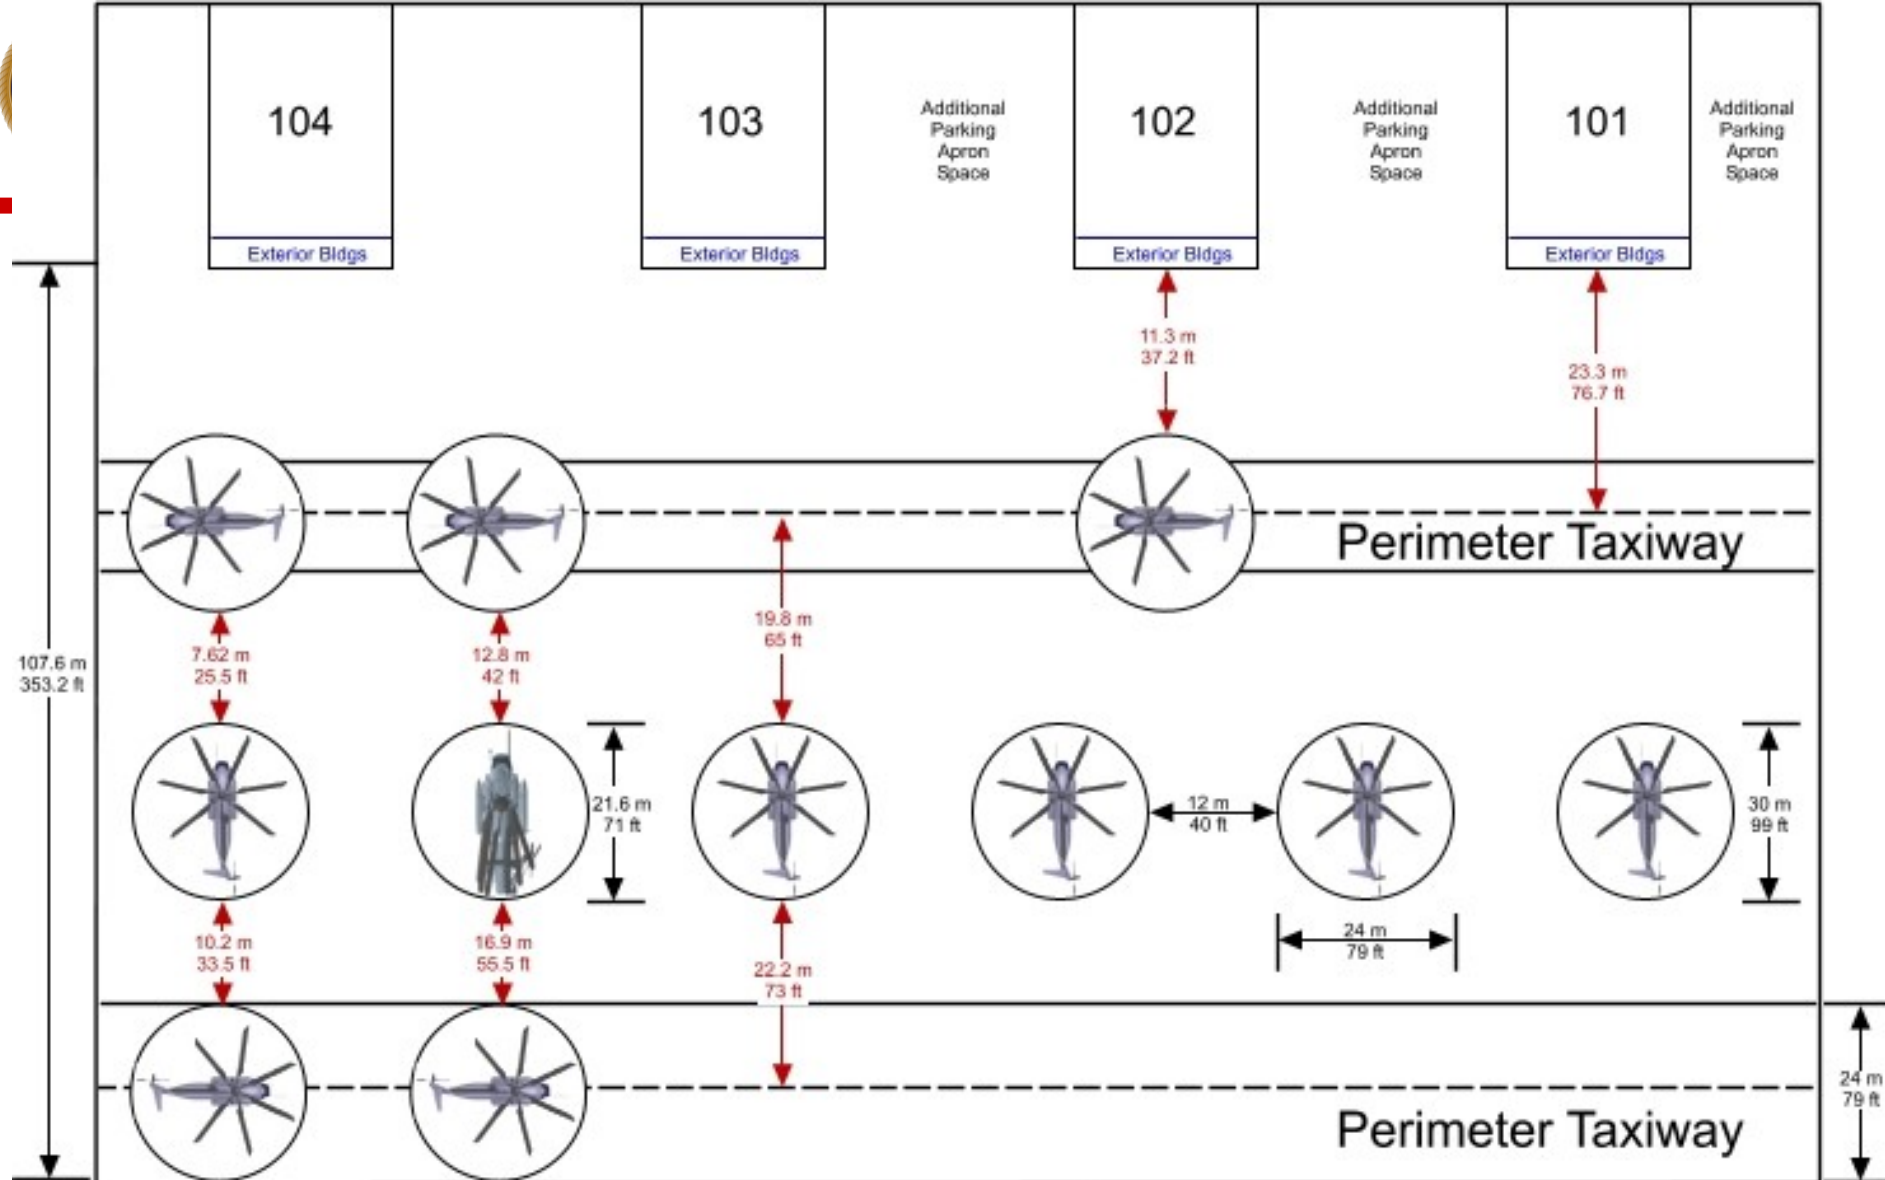 104
103
Additional
Parking
Apron
Space
102
Additional
Parking
Apron
Space
101
Additional
Parking
Apron
Space
Exterior Bldgs
Exterior Bldgs
Exterior Bldgs
Exterior Bldgs
11.3 m
37.2 ft
23.3 m
76.7 ft
Perimeter Taxiway
19.8 m
65 ft
7.62 m
25.5 ft
12.8 m
42 ft
107.6 m
353.2 ft
21.6 m
71 ft
12 m
40 ft
30 m
99 ft
10.2 m
33.5 ft
16.9 m
55.5 ft
22.2 m
73 ft
24 m
79 ft
24 m
79 ft
Perimeter Taxiway